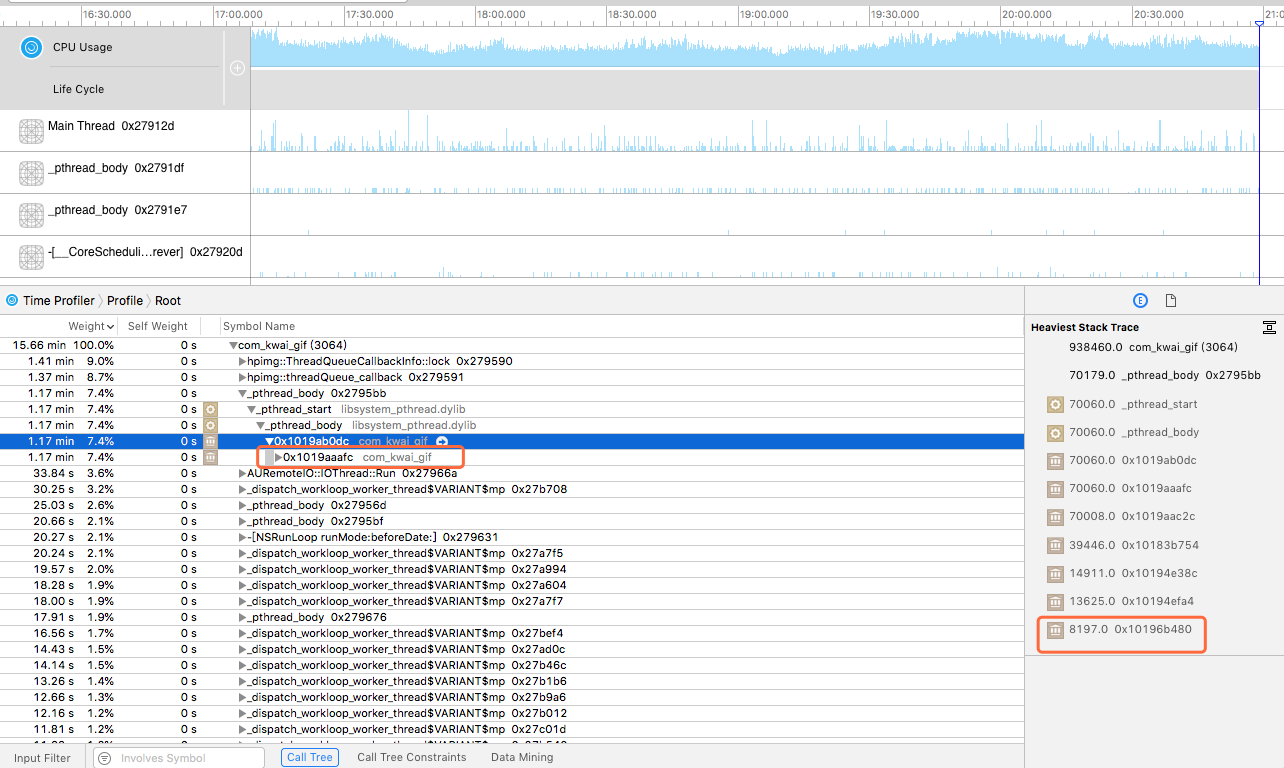 16:30.000 17:00.000 17:30.000 18:00.000 18:30.000 19:00.000 19:30.000 20:00.000 20:30.000 21:0
CPU Usage
Life Cycle
Main Thread 0x27912d
_pthread_body 0x2791df
_pthread_body 0x2791e7
-[__CoreScheduli…rever] 0x27920d
Time Profiler Profile Root
Weight Self Weight Symbol Name
15.66 min 100.0% 0 s com_kwai_gif (3064)
1.41 min 9.0% 0 s hpimg::ThreadQueueCallbackInfo::lock 0x279590
1.37 min 8.7% 0 s hpimg::threadQueue_callback 0x279591
1.17 min 7.4% 0 s _pthread_body 0x2795bb
1.17 min 7.4% 0 s _pthread_start libsystem_pthread.dylib
1.17 min 7.4% 0 s _pthread_body libsystem_pthread.dylib
1.17 min 7.4% 0 s 0x1019ab0dc com_kwai_gif
1.17 min 7.4% 0 s 0x1019aaafc com_kwai_gif
33.84 s 3.6% 0 s AURemoteIO::IOThread::Run 0x27966a
30.25 s 3.2% 0 s _dispatch_workloop_worker_thread$VARIANT$mp 0x27b708
25.03 s 2.6% 0 s _pthread_body 0x27956d
20.66 s 2.1% 0 s _pthread_body 0x2795bf
20.27 s 2.1% 0 s -[NSRunLoop runMode:beforeDate:] 0x279631
20.24 s 2.1% 0 s _dispatch_workloop_worker_thread$VARIANT$mp 0x27a7f5
19.57 s 2.0% 0 s _dispatch_workloop_worker_thread$VARIANT$mp 0x27a994
18.28 s 1.9% 0 s _dispatch_workloop_worker_thread$VARIANT$mp 0x27a604
18.00 s 1.9% 0 s _dispatch_workloop_worker_thread$VARIANT$mp 0x27a7f7
17.91 s 1.9% 0 s _pthread_body 0x279676
16.56 s 1.7% 0 s _dispatch_workloop_worker_thread$VARIANT$mp 0x27bef4
14.43 s 1.5% 0 s _dispatch_workloop_worker_thread$VARIANT$mp 0x27ad0c
14.14 s 1.5% 0 s _dispatch_workloop_worker_thread$VARIANT$mp 0x27b46c
13.26 s 1.4% 0 s _dispatch_workloop_worker_thread$VARIANT$mp 0x27b1b6
12.66 s 1.3% 0 s _dispatch_workloop_worker_thread$VARIANT$mp 0x27b9a6
12.16 s 1.2% 0 s _dispatch_workloop_worker_thread$VARIANT$mp 0x27b012
11.81 s 1.2% 0 s _dispatch_workloop_worker_thread$VARIANT$mp 0x27c01d
Input Filter Involves Symbol Call Tree Call Tree Constraints Data Mining
E
Heaviest Stack Trace
938460.0 com_kwai_gif (3064)
70179.0 _pthread_body 0x2795bb
70060.0 _pthread_start
70060.0 _pthread_body
70060.0 0x1019ab0dc
70060.0 0x1019aaafc
70008.0 0x1019aac2c
39446.0 0x10183b754
14911.0 0x10194e38c
13625.0 0x10194efa4
8197.0 0x10196b480